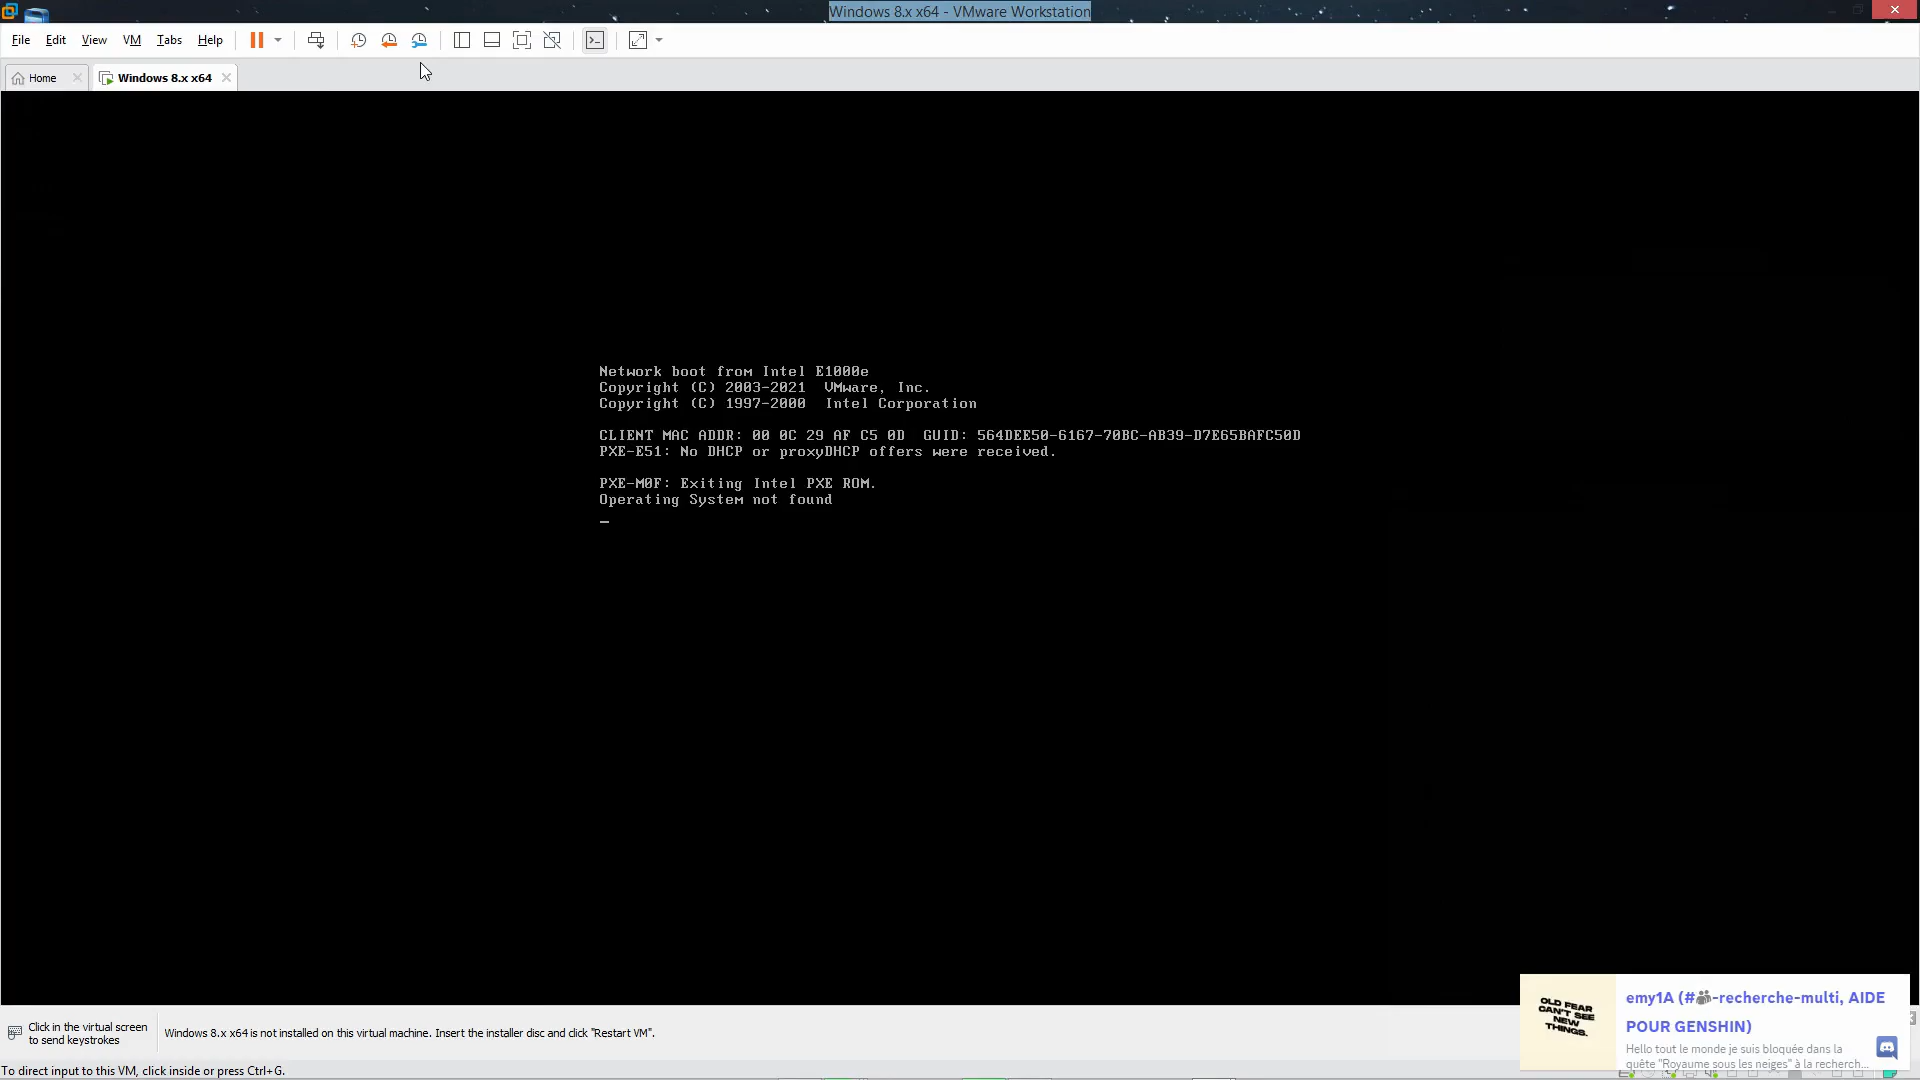 Windows 8.x x64 - VMware Workstation
File Edit View VM Tabs Help
Home Windows 8.x x64
Network boot from Intel E1000e
Copyright (C) 2003-2021 VMware, Inc.
Copyright (C) 1997-2000 Intel Corporation
CLIENT MAC ADDR: 00 0C 29 AF C5 0D GUID: 564DEE50-6167-70BC-AB39-D7E65BAFC50D
PXE-E51: No DHCP or proxyDHCP offers were received.
PXE-M0F: Exiting Intel PXE ROM.
Operating System not found
OLD FEAR
CAN'T SEE
NEW
THINGS.
emy1A (#👥-recherche-multi, AIDE
POUR GENSHIN)
Hello tout le monde je suis bloquée dans la
quête "Royaume sous les neiges" à la recherch...
Click in the virtual screen
to send keystrokes
Windows 8.x x64 is not installed on this virtual machine. Insert the installer disc and click "Restart VM".
To direct input to this VM, click inside or press Ctrl+G.